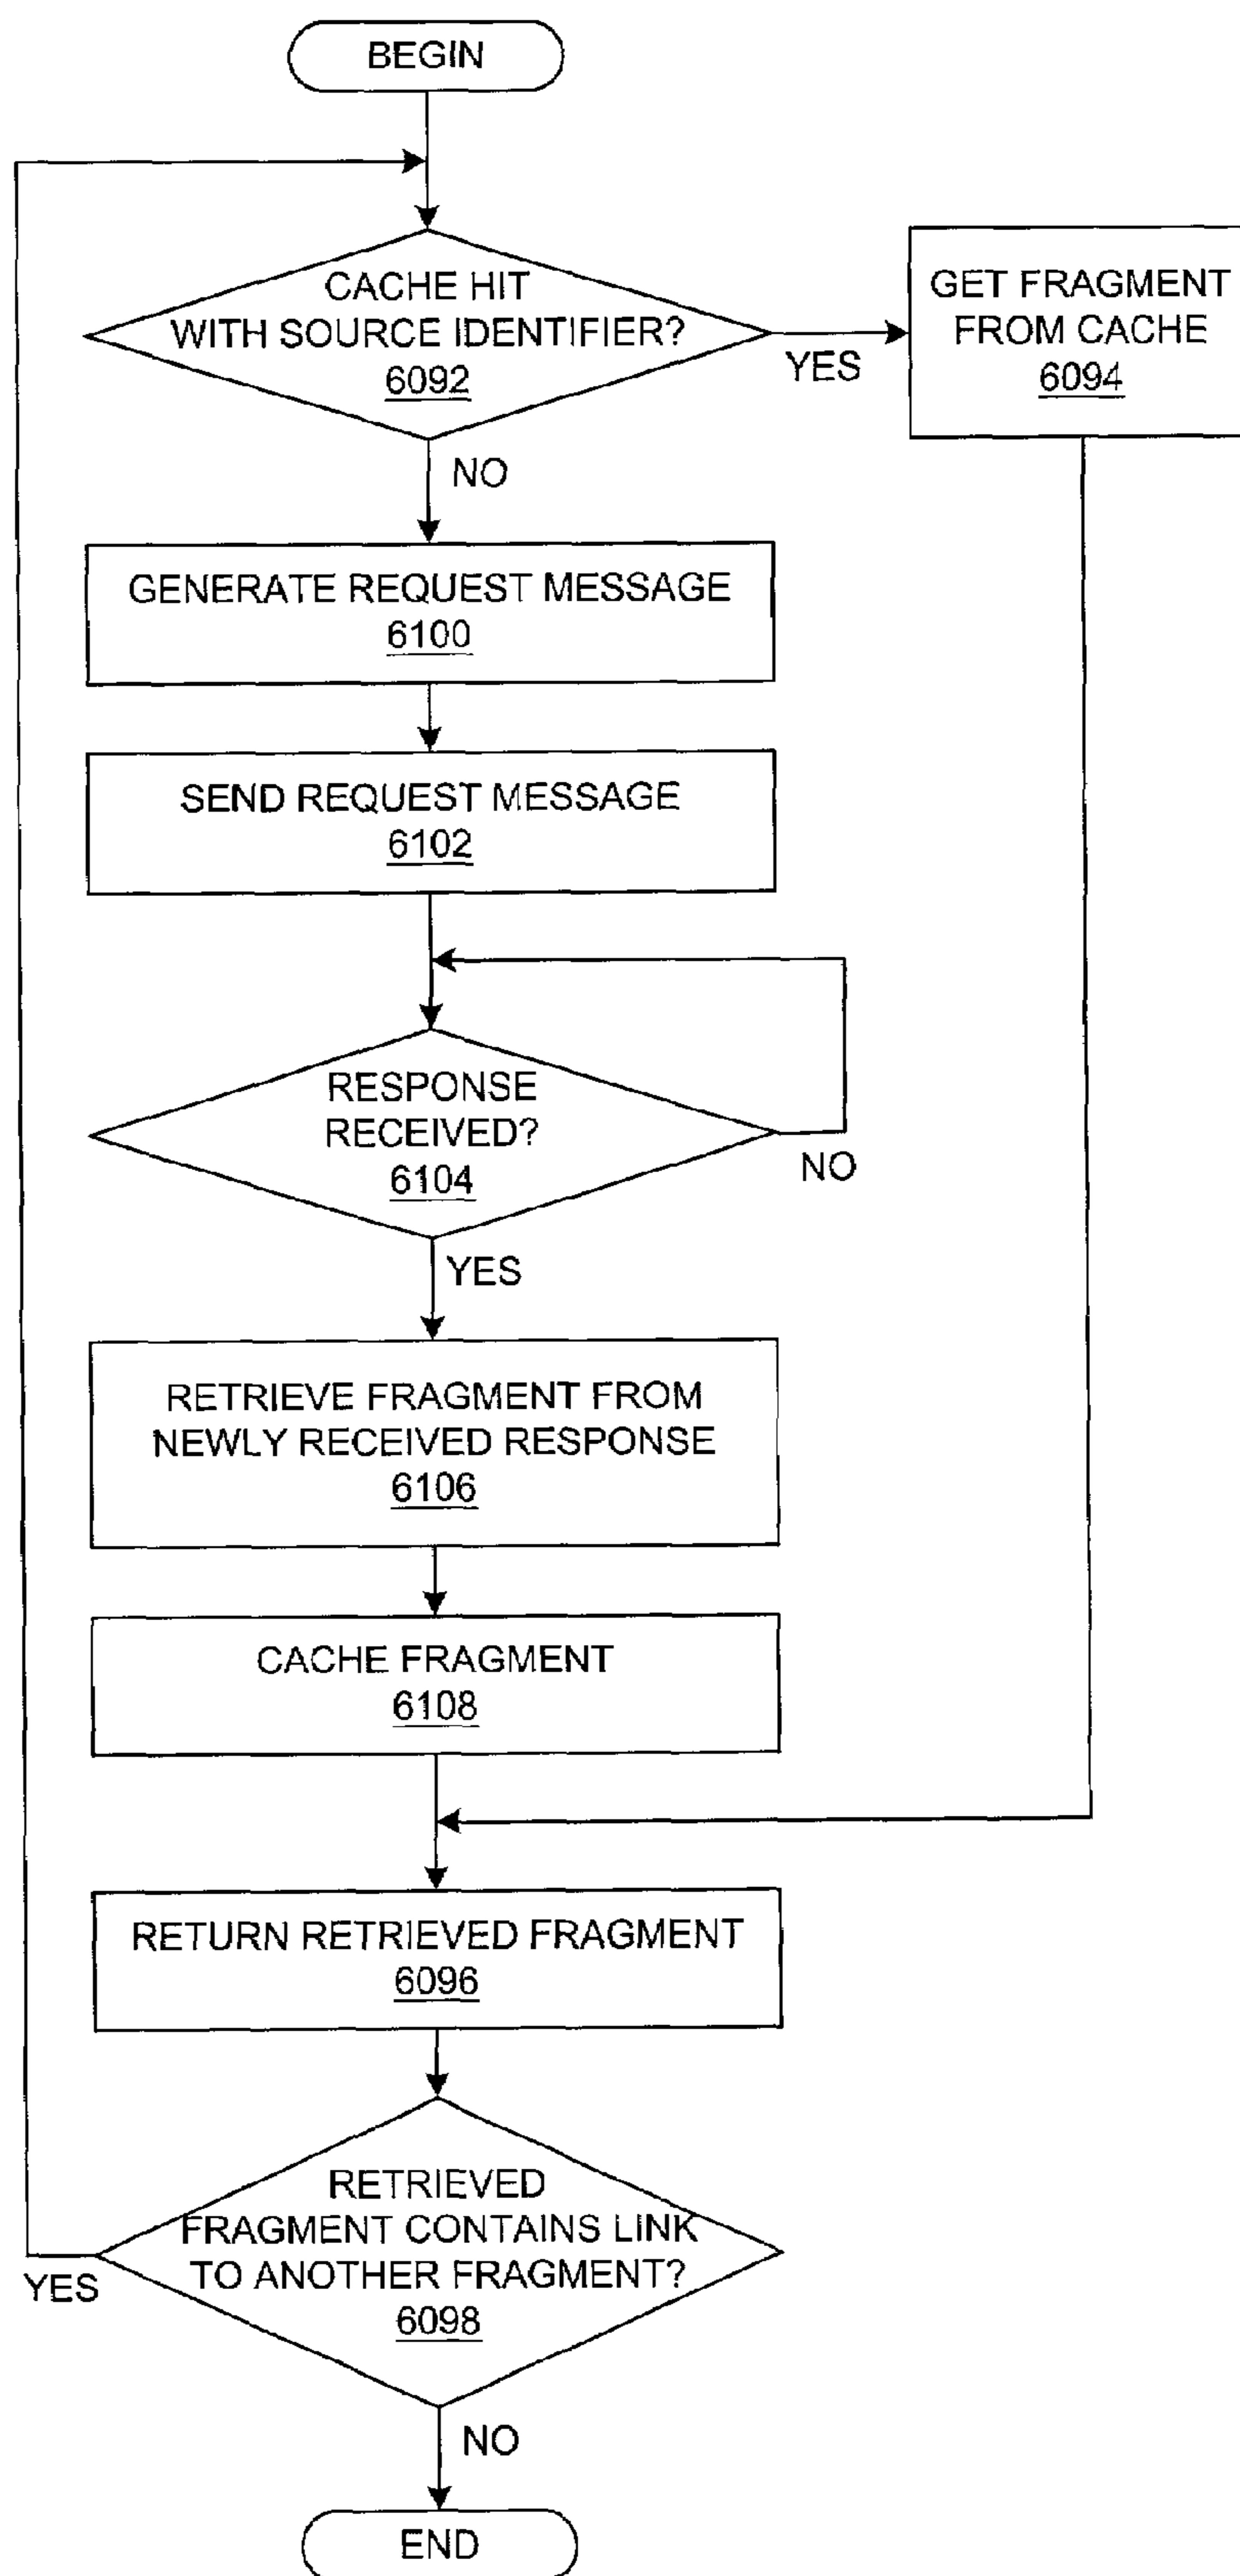 BEGIN
CACHE HIT
WITH SOURCE IDENTIFIER?
6092
YES
GET FRAGMENT
FROM CACHE
6094
NO
GENERATE REQUEST MESSAGE
6100
SEND REQUEST MESSAGE
6102
RESPONSE
RECEIVED?
6104
NO
YES
RETRIEVE FRAGMENT FROM
NEWLY RECEIVED RESPONSE
6106
CACHE FRAGMENT
6108
RETURN RETRIEVED FRAGMENT
6096
RETRIEVED
FRAGMENT CONTAINS LINK
TO ANOTHER FRAGMENT?
6098
YES
NO
END